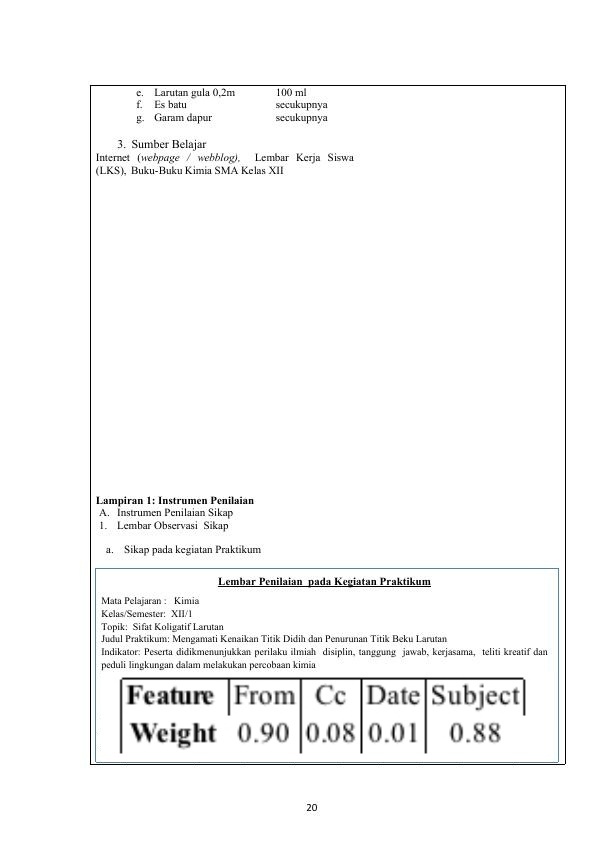 e. Larutan gula 0,2m 100 ml
f. Es batu secukupnya
g. Garam dapur secukupnya
3. Sumber Belajar
Internet (webpage / webblog), Lembar Kerja Siswa
(LKS), Buku-Buku Kimia SMA Kelas XII
Lampiran 1: Instrumen Penilaian
A. Instrumen Penilaian Sikap
1. Lembar Observasi Sikap
a. Sikap pada kegiatan Praktikum
Lembar Penilaian pada Kegiatan Praktikum
Mata Pelajaran : Kimia
Kelas/Semester: XII/1
Topik: Sifat Koligatif Larutan
Judul Praktikum: Mengamati Kenaikan Titik Didih dan Penurunan Titik Beku Larutan
Indikator: Peserta didikmenunjukkan perilaku ilmiah disiplin, tanggung jawab, kerjasama, teliti kreatif dan
peduli lingkungan dalam melakukan percobaan kimia
Feature From Cc Date Subject
Weight 0.90 0.08 0.01 0.88
20